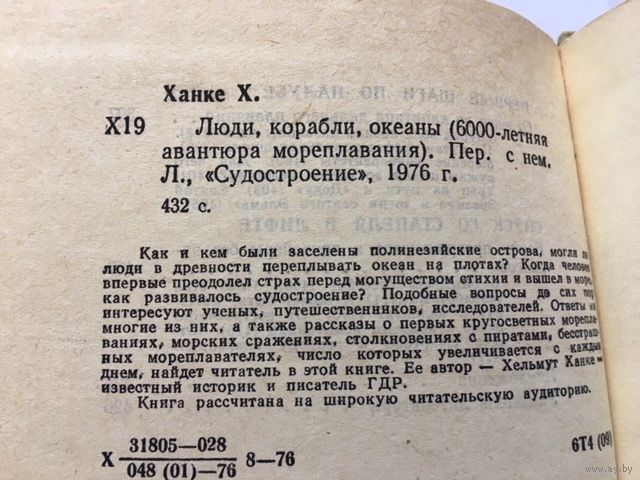 Ханке Х.
Х19 Люди, корабли, океаны (6000-летняя
авантюра мореплавания). Пер. с нем.
Л., «Судостроение», 1976 г.
432 с.
Как и кем были заселены полинезийские острова, могли ли
люди в древности переплывать океан на плотах? Когда человек
впервые преодолел страх перед могуществом стихии и вышел в море,
как развивалось судостроение? Подобные вопросы до сих пор
интересуют ученых, путешественников, исследователей. Ответы на
многие из них, а также рассказы о первых кругосветных морепла-
ваниях, морских сражениях, столкновениях с пиратами, бесстраш-
ных мореплавателях, число которых увеличивается с каждым
днем, найдет читатель в этой книге. Ее автор — Хельмут Ханке —
известный историк и писатель ГДР.
Книга рассчитана на широкую читательскую аудиторию.
31805—028
Х 8—76 6Т4 (09)
048 (01)—76
www.ay.by